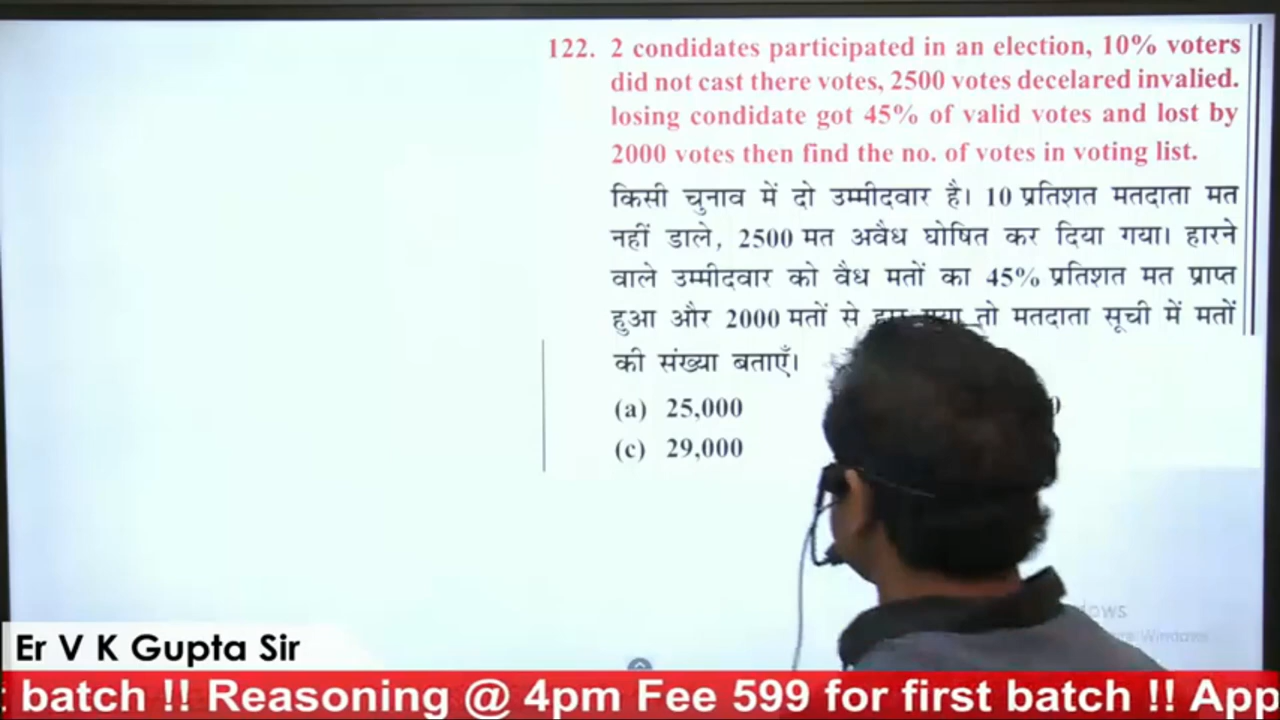 122. 2 condidates participated in an election, 10% voters
did not cast there votes, 2500 votes decelared invalied.
losing condidate got 45% of valid votes and lost by
2000 votes then find the no. of votes in voting list.
किसी चुनाव में दो उम्मीदवार है। 10 प्रतिशत मतदाता मत
नहीं डाले, 2500 मत अवैध घोषित कर दिया गया। हारने
वाले उम्मीदवार को वैध मतों का 45% प्रतिशत मत प्राप्त
हुआ और 2000 मतों से तो मतदाता सूची में मतों
की संख्या बताएँ।
(a) 25,000
(c) 29,000
Er V K Gupta Sir
batch !! Reasoning @ 4pm Fee 599 for first batch !! App